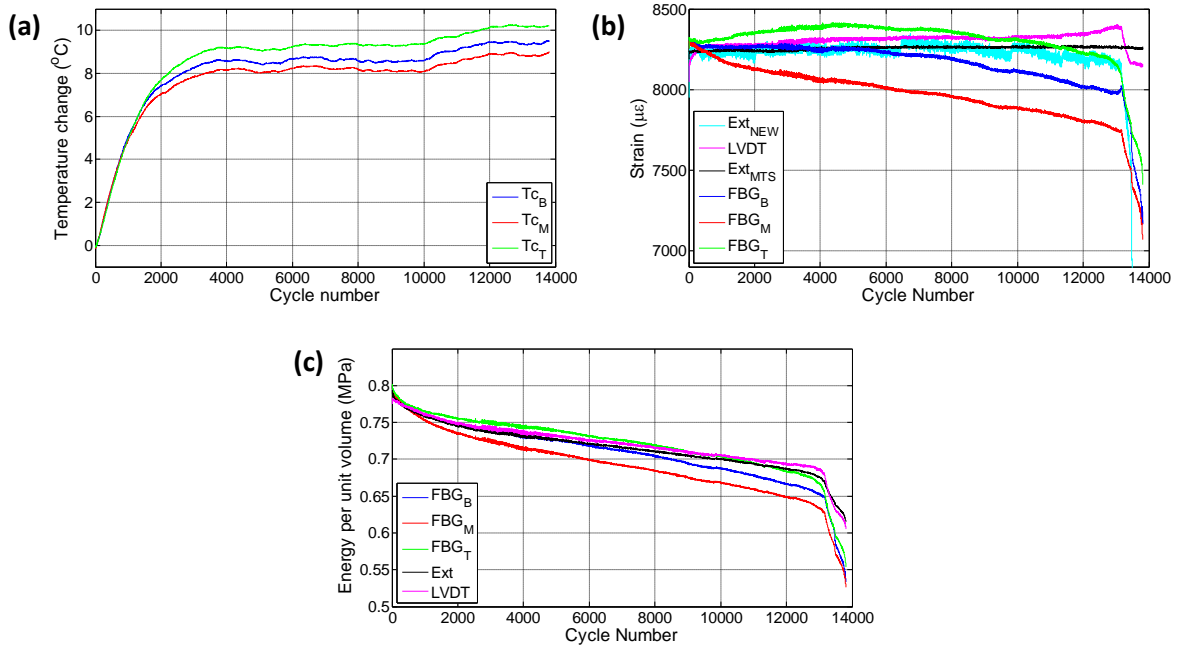 (a)
Temperature change (⁰C)
10
8
6
4
2
0
0 2000 4000 6000 8000 10000 12000 14000
Cycle number
Tc_B
Tc_M
Tc_T
(b)
Strain (με)
8500
8000
7500
7000
0 2000 4000 6000 8000 10000 12000 14000
Cycle Number
Ext_NEW
LVDT
Ext_MTS
FBG_B
FBG_M
FBG_T
(c)
Energy per unit volume (MPa)
0.8
0.75
0.7
0.65
0.6
0.55
0.5
0 2000 4000 6000 8000 10000 12000 14000
Cycle Number
FBG_B
FBG_M
FBG_T
Ext
LVDT